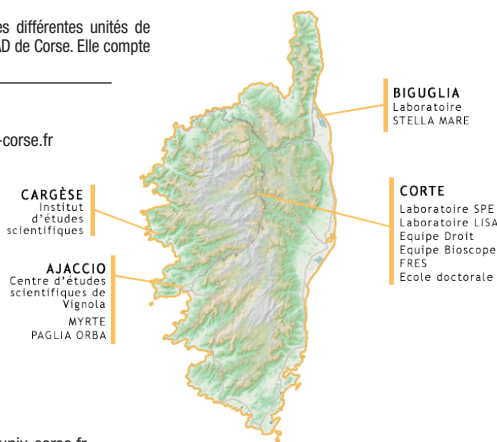 es différentes unités de
AD de Corse. Elle compte
-corse.fr
BIGUGLIA
Laboratoire
STELLA MARE
CARGÈSE
Institut
d'études
scientifiques
CORTE
Laboratoire SPE
Laboratoire LISA
Equipe Droit
Equipe Bioscope
FRES
Ecole doctorale
AJACCIO
Centre d'études
scientifiques de
Vignola
MYRTE
PAGLIA ORBA